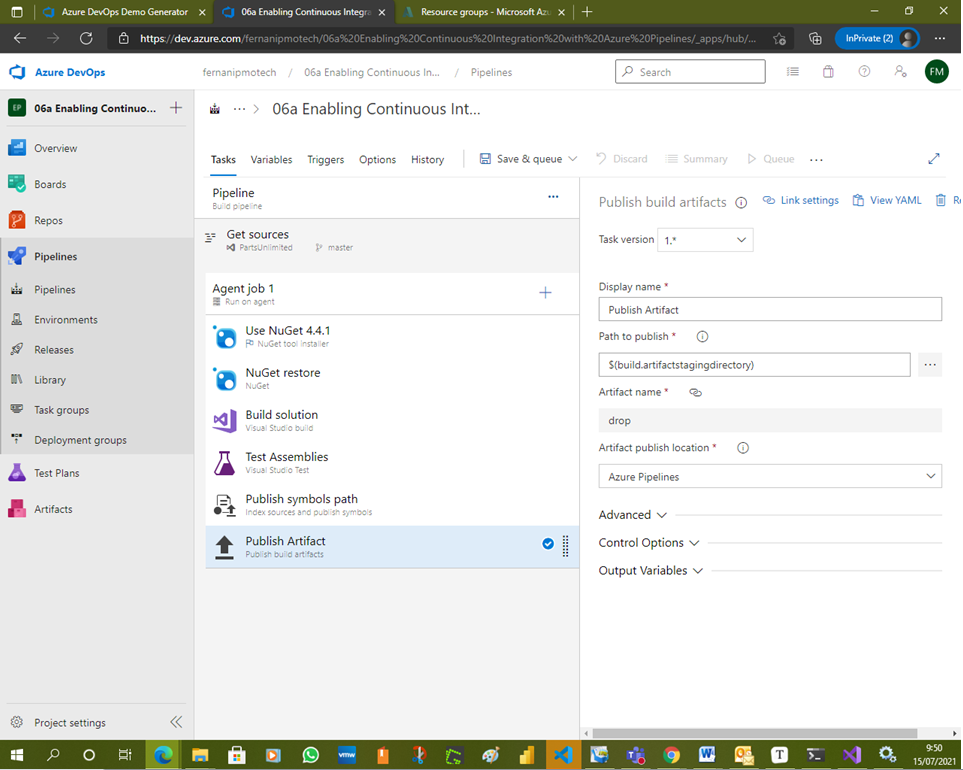 Azure DevOps Demo Generator
06a Enabling Continuous Integra
Resource groups - Microsoft Azu
https://dev.azure.com/fernanipmotech/06a%20Enabling%20Continuous%20Integration%20with%20Azure%20Pipelines/_apps/hub/...
InPrivate (2)
Azure DevOps
fernanipmotech / 06a Enabling Continuous In... / Pipelines
Search
FM
EP
06a Enabling Continuo...
06a Enabling Continuous Int...
Overview
Boards
Repos
Pipelines
Pipelines
Environments
Releases
Library
Task groups
Deployment groups
Test Plans
Artifacts
Project settings
Tasks Variables Triggers Options History Save & queue Discard Summary Queue ...
Pipeline
Build pipeline
Get sources
PartsUnlimited master
Agent job 1
Run on agent
Use NuGet 4.4.1
NuGet tool installer
NuGet restore
NuGet
Build solution
Visual Studio build
Test Assemblies
Visual Studio Test
Publish symbols path
Index sources and publish symbols
Publish Artifact
Publish build artifacts
Publish build artifacts Link settings View YAML Re
Task version 1.*
Display name *
Publish Artifact
Path to publish *
$(build.artifactstagingdirectory)
Artifact name *
drop
Artifact publish location *
Azure Pipelines
Advanced
Control Options
Output Variables
vmw
T
9:50
15/07/2021